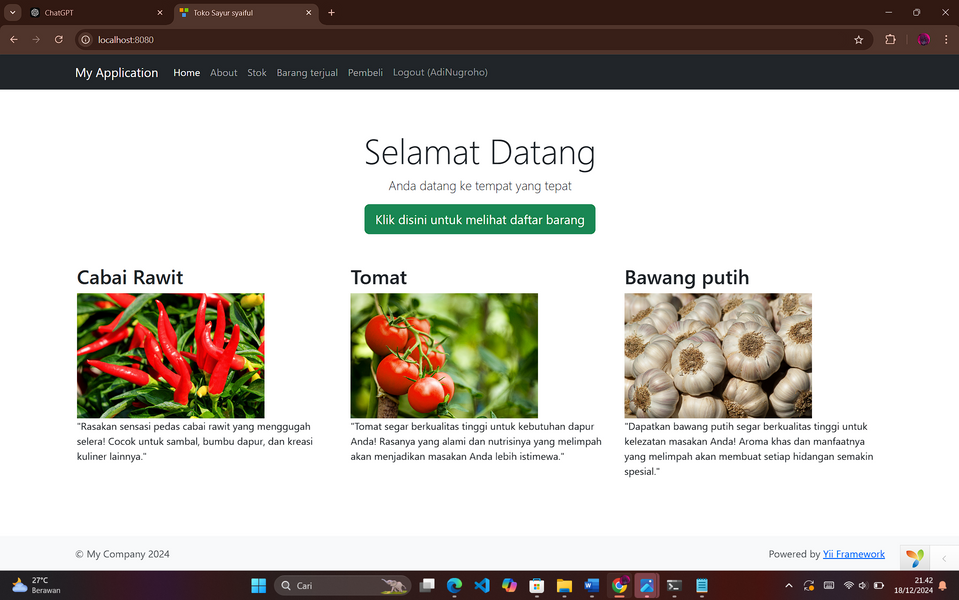 ChatGPT
Toko Sayur syaiful
localhost:8080
My Application Home About Stok Barang terjual Pembeli Logout (AdiNugroho)
Selamat Datang
Anda datang ke tempat yang tepat
Klik disini untuk melihat daftar barang
Cabai Rawit
"Rasakan sensasi pedas cabai rawit yang menggugah
selera! Cocok untuk sambal, bumbu dapur, dan kreasi
kuliner lainnya."
Tomat
"Tomat segar berkualitas tinggi untuk kebutuhan dapur
Anda! Rasanya yang alami dan nutrisinya yang melimpah
akan menjadikan masakan Anda lebih istimewa."
Bawang putih
"Dapatkan bawang putih segar berkualitas tinggi untuk
kelezatan masakan Anda! Aroma khas dan manfaatnya
yang melimpah akan membuat setiap hidangan semakin
spesial."
© My Company 2024
Powered by Yii Framework
27°C
Berawan
Cari
21.42
18/12/2024